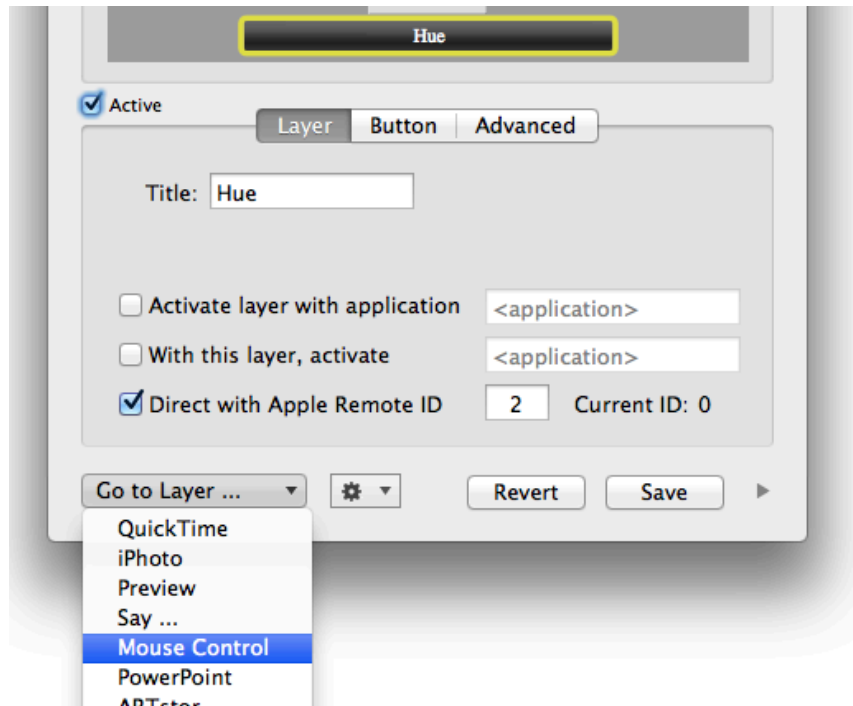 Hue
Active
Layer Button Advanced
Title: Hue
Activate layer with application <application>
With this layer, activate <application>
Direct with Apple Remote ID 2 Current ID: 0
Go to Layer ... Revert Save
QuickTime
iPhoto
Preview
Say ...
Mouse Control
PowerPoint